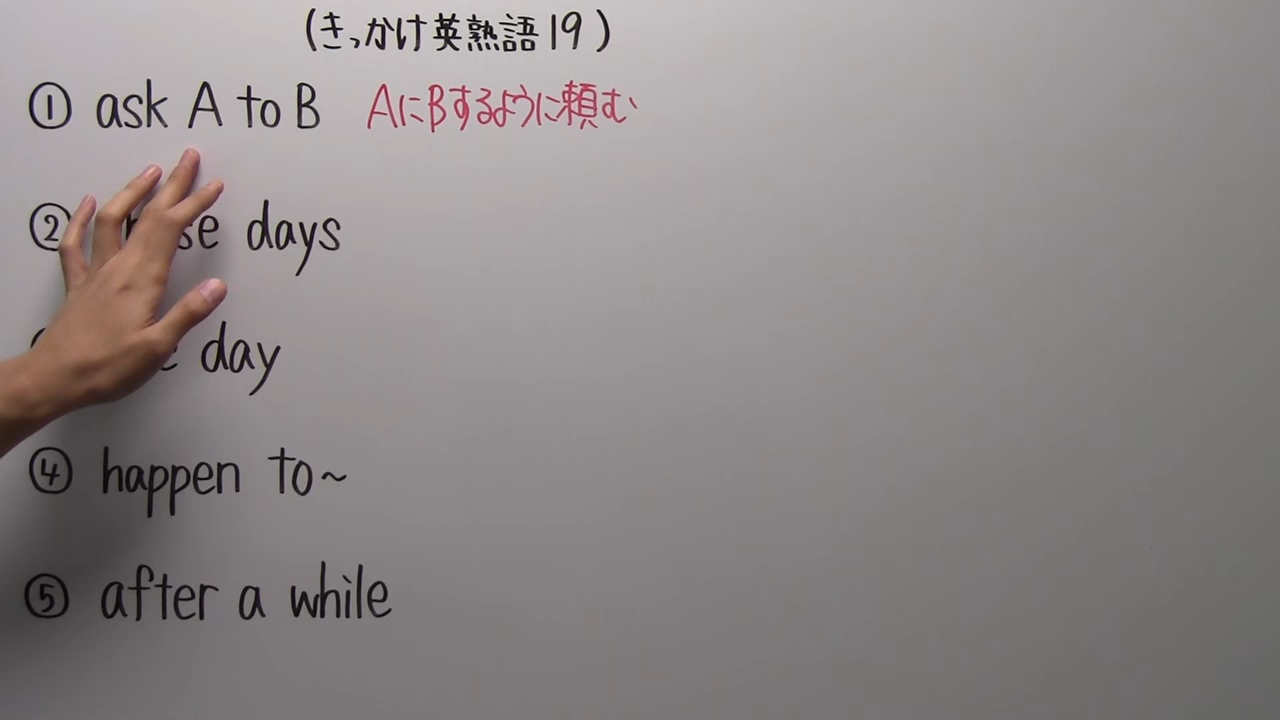 (きっかけ英熟語19)
① ask A to B AにBするように頼む
② days
day
④ happen to~
⑤ after a while